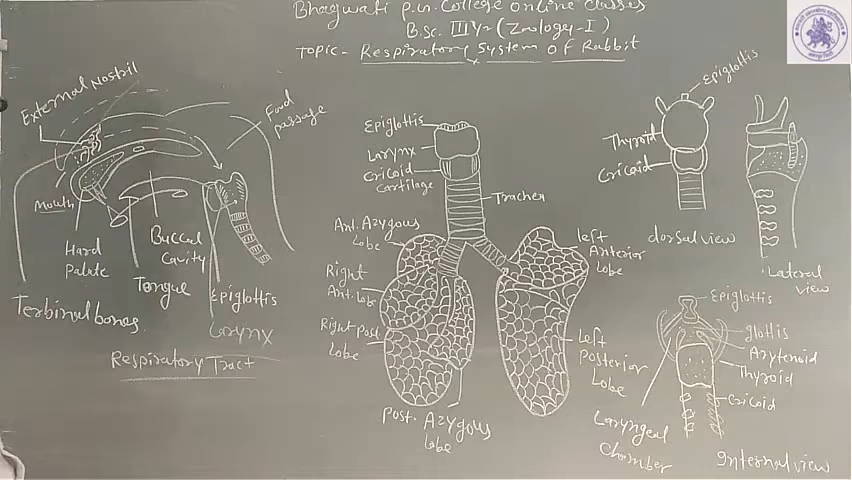 Bhagwati P.G. College online classes
B.Sc. III Yr (Zoology-I)
TOPIC- Respiratory System Of Rabbit
External Nostril
Food
passage
Mouth
Hard
Palate
Buccal
Cavity
Tongue
Epiglottis
Larynx
Terbinal bones
Respiratory Tract
Epiglottis
Larynx
Cricoid
Cartilage
Trachea
Ant. Azygous
Lobe
Right
Ant. Lobe
Right Post.
Lobe
Post. Azygous
Lobe
left
Anterior
Lobe
Left
Posterior
Lobe
Epiglottis
Thyroid
Cricoid
dorsal view
Lateral
view
Epiglottis
glottis
Arytenoid
Thyroid
Cricoid
Laryngeal
Chamber
Internal view